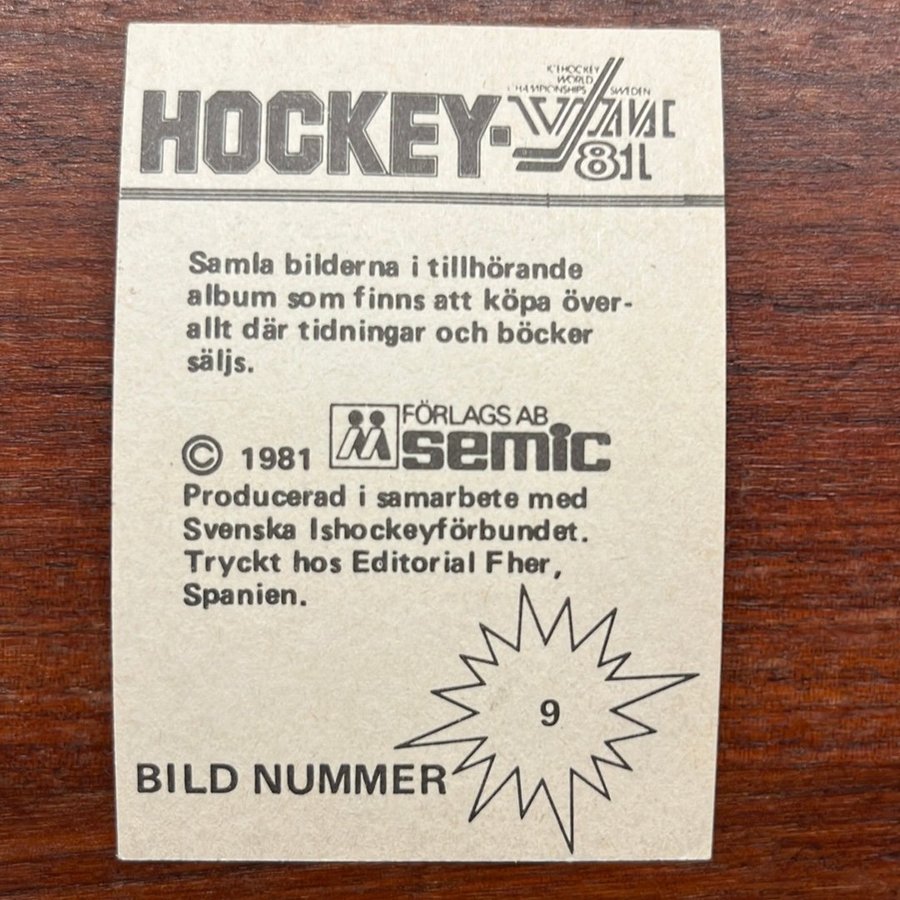 HOCKEY-VM
ICEHOCKEY
WORLD
CHAMPIONSHIPS SWEDEN
81
Samla bilderna i tillhörande
album som finns att köpa över-
allt där tidningar och böcker
säljs.
© 1981 FÖRLAGS AB
semic
Producerad i samarbete med
Svenska Ishockeyförbundet.
Tryckt hos Editorial Fher,
Spanien.
9
BILD NUMMER